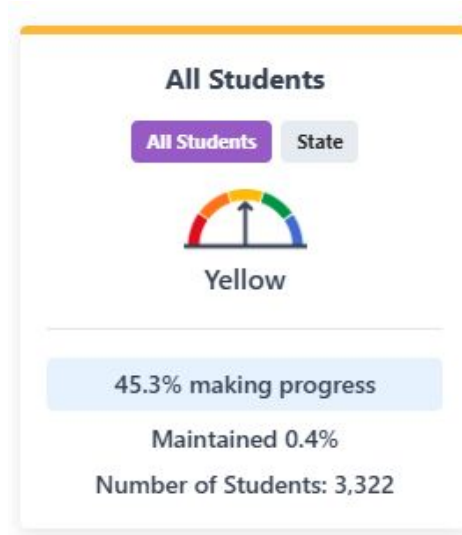 All Students
All Students State
Yellow
45.3% making progress
Maintained 0.4%
Number of Students: 3,322